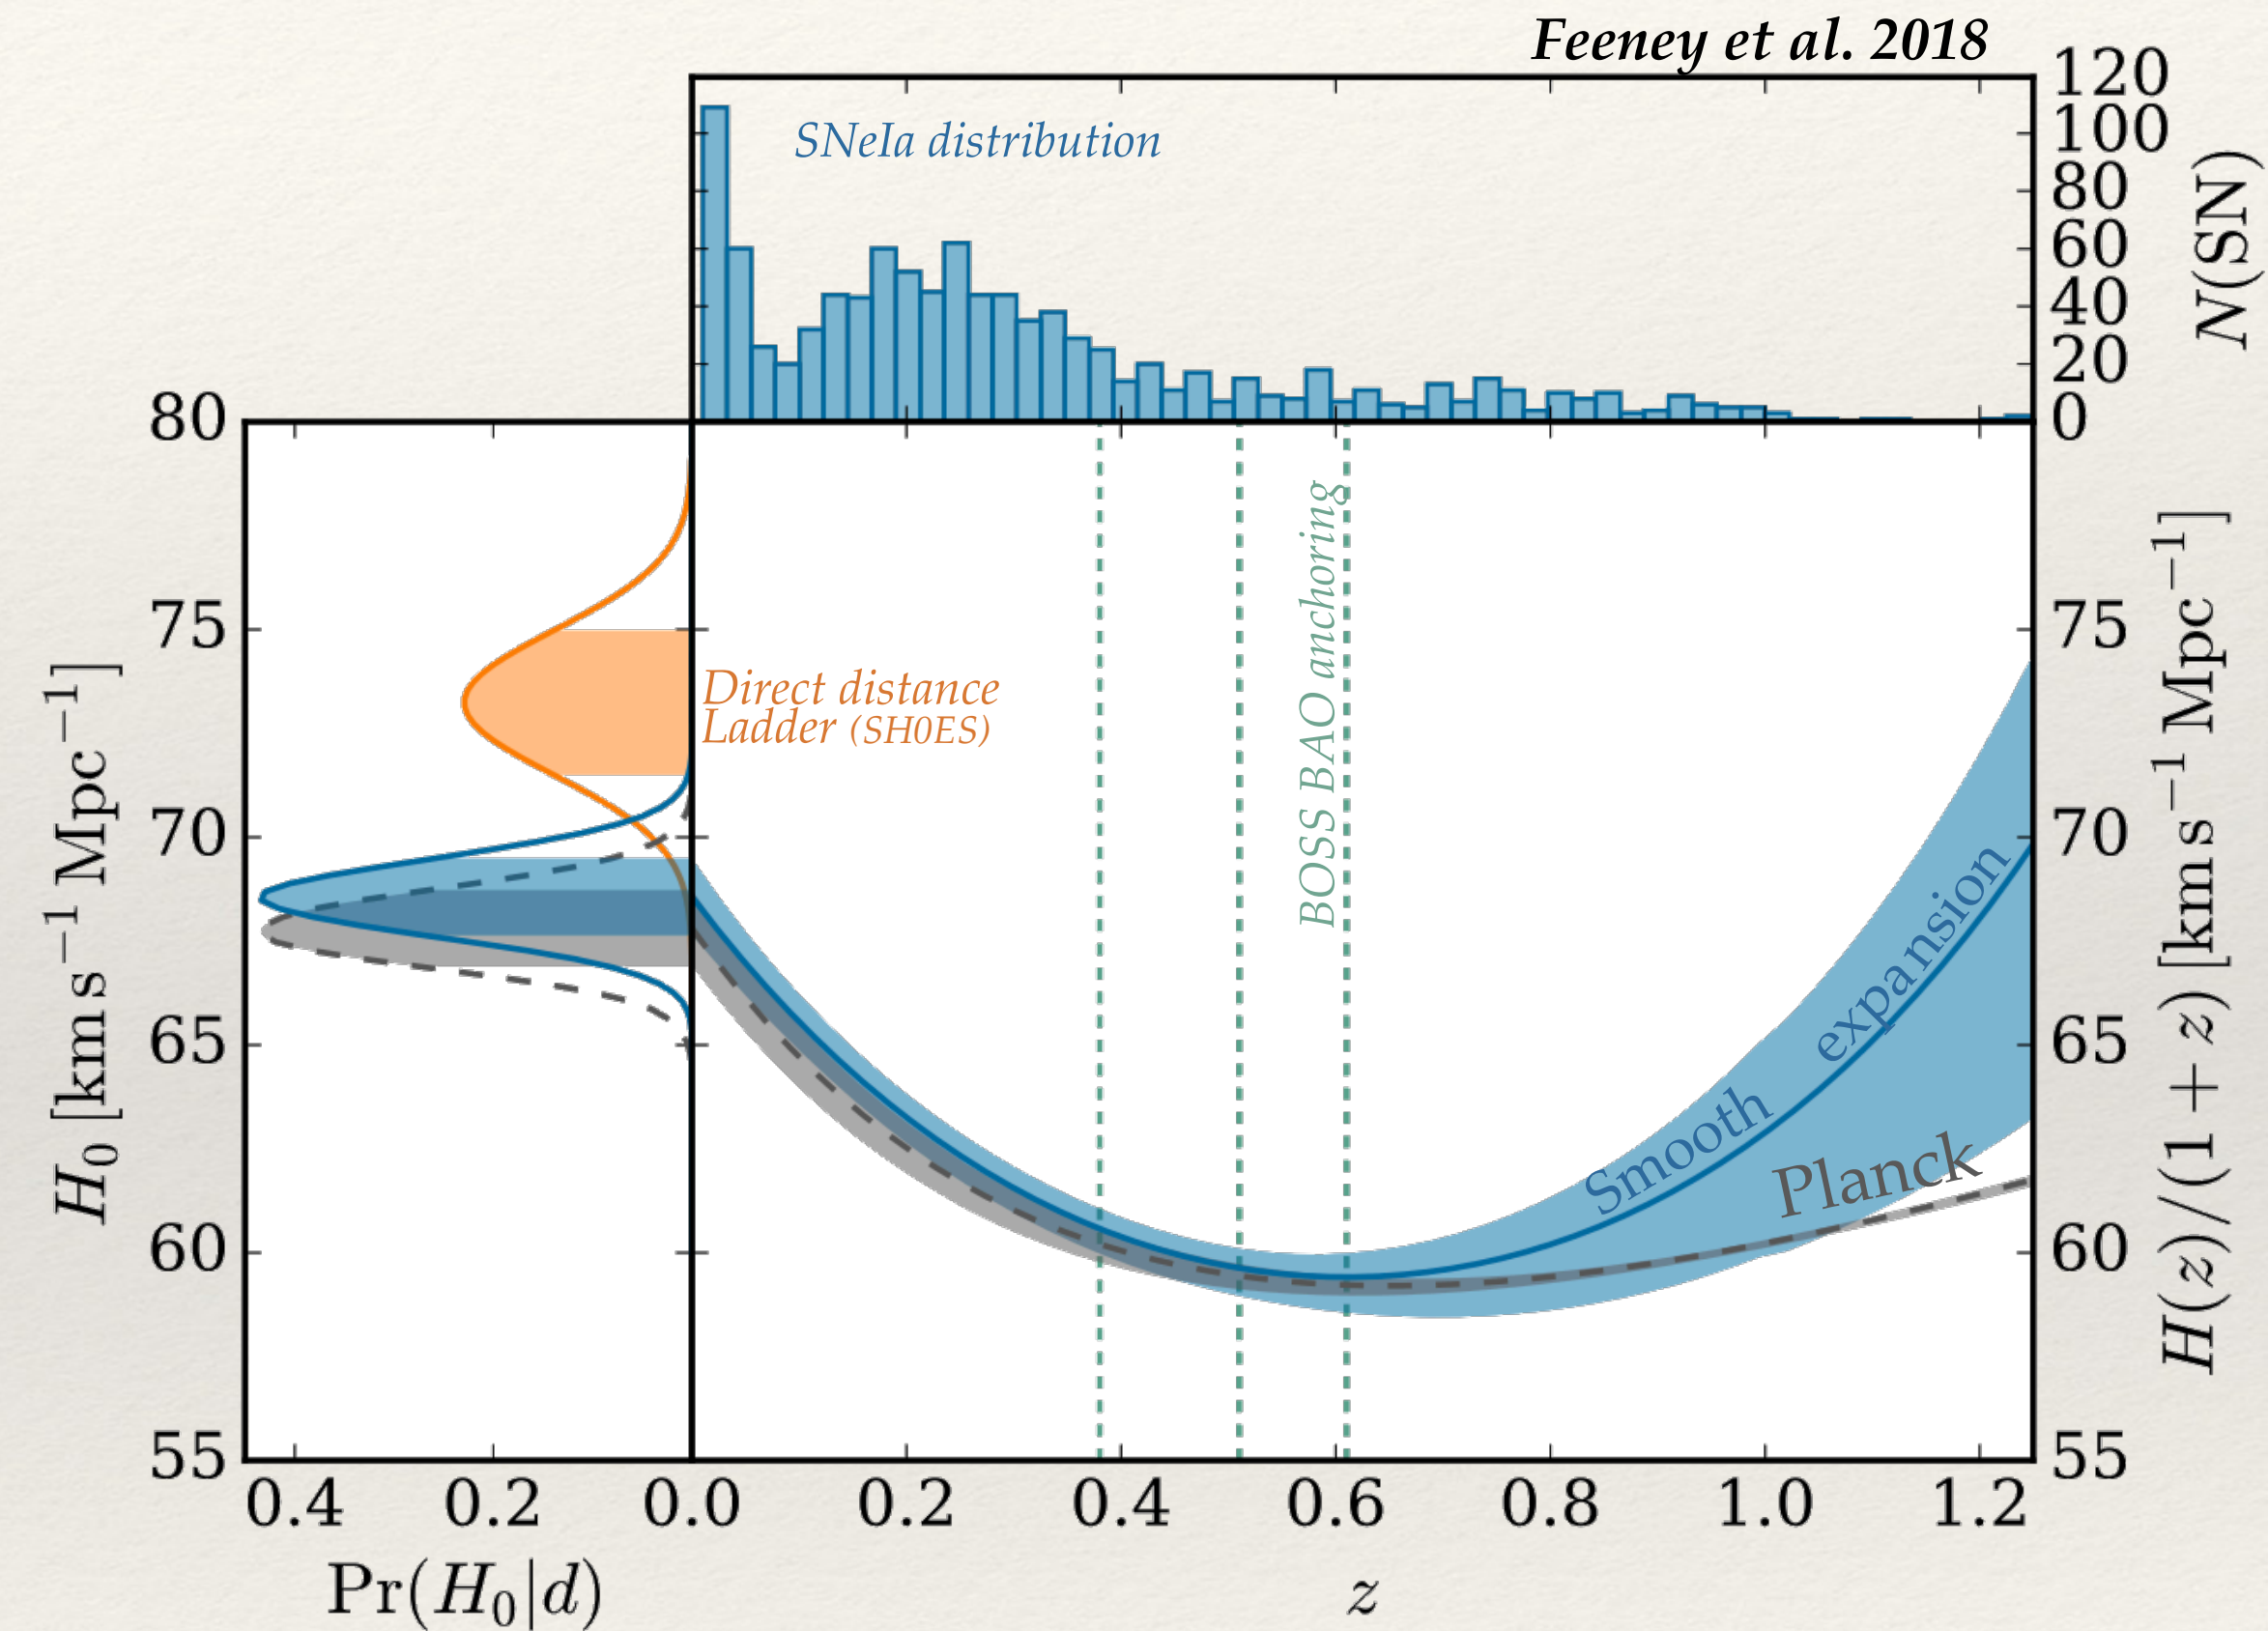 Feeney et al. 2018
120
100
80
60
40
20
0
N(SN)
SNeIa distribution
80
75
70
65
60
55
H₀ [km s⁻¹ Mpc⁻¹]
Direct distance
Ladder (SH0ES)
BOSS BAO anchoring
Smooth expansion
Planck
75
70
65
60
55
H(z)/(1 + z) [km s⁻¹ Mpc⁻¹]
0.4 0.2 0.0 0.2 0.4 0.6 0.8 1.0 1.2
Pr(H₀|d)
z